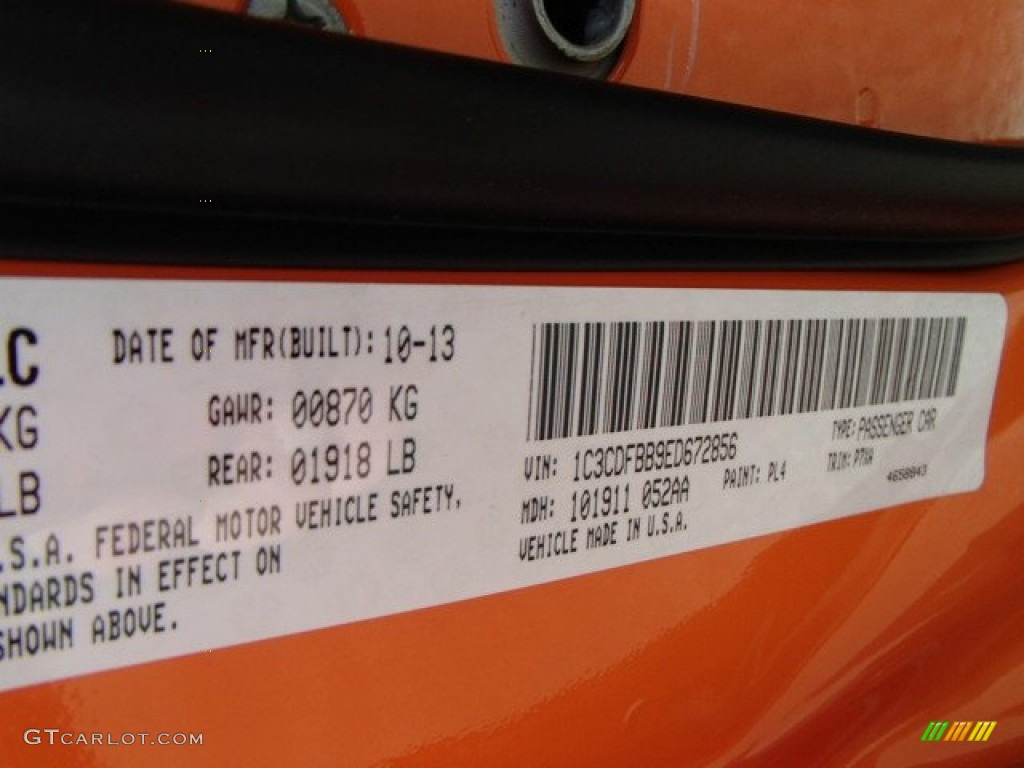 LC
DATE OF MFR(BUILT): 10-13
KG GAWR: 00870 KG
LB REAR: 01918 LB
.S.A. FEDERAL MOTOR VEHICLE SAFETY,
NDARDS IN EFFECT ON
SHOWN ABOVE.
VIN: 1C3CDFBB9ED672856 TYPE: PASSENGER CAR
MDH: 101911 052AA PAINT: PL4 TRIM: P7XA
VEHICLE MADE IN U.S.A. 4658843
GTCARLOT.COM